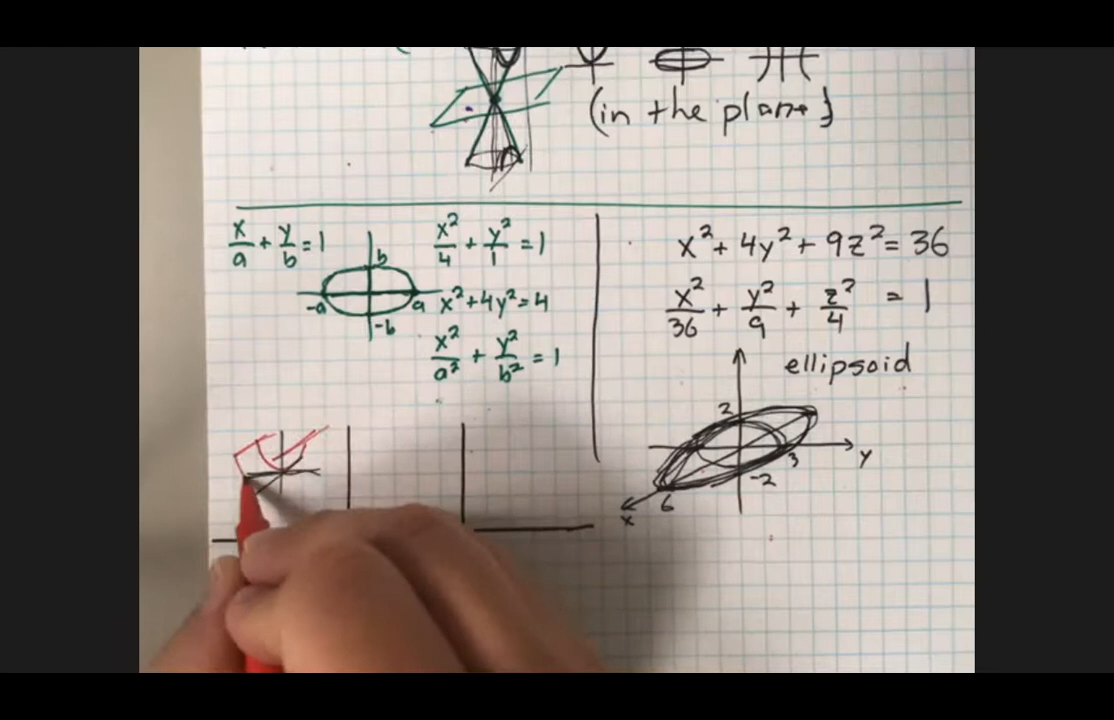 (in the plane)
x/a + y/b = 1
b
-a
a
-b
x²/4 + y²/1 = 1
x² + 4y² = 4
x²/a² + y²/b² = 1
x² + 4y² + 9z² = 36
x²/36 + y²/9 + z²/4 = 1
ellipsoid
2
3
y
-2
6
x